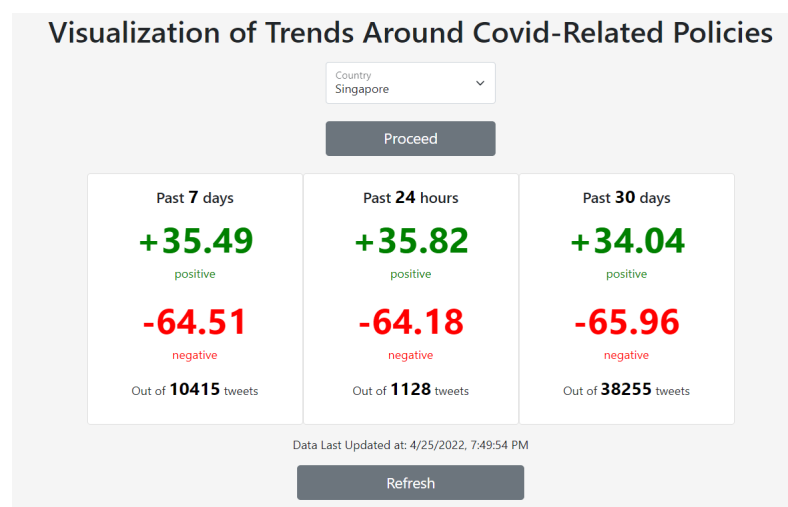 Visualization of Trends Around Covid-Related Policies
Country
Singapore
Proceed
Past 7 days
+35.49
positive
-64.51
negative
Out of 10415 tweets
Past 24 hours
+35.82
positive
-64.18
negative
Out of 1128 tweets
Past 30 days
+34.04
positive
-65.96
negative
Out of 38255 tweets
Data Last Updated at: 4/25/2022, 7:49:54 PM
Refresh